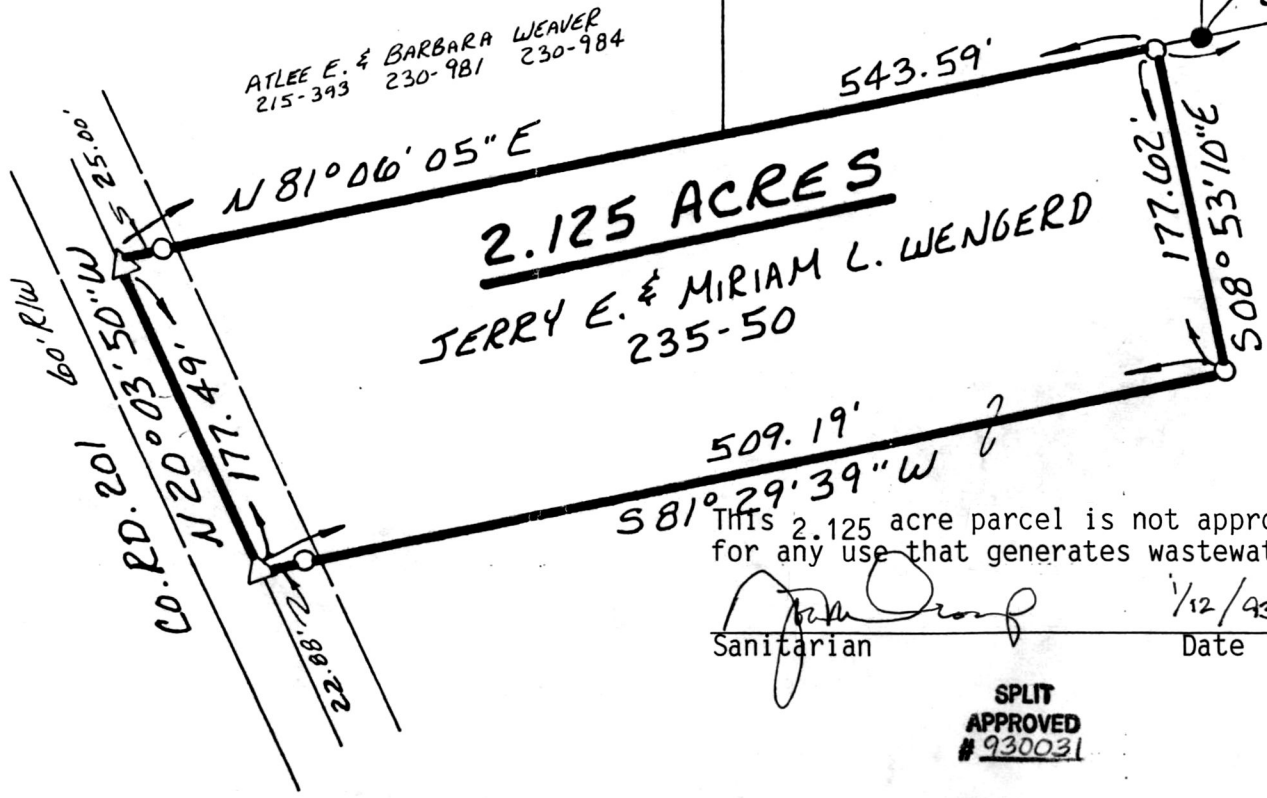 ATLEE E. & BARBARA WEAVER
215-393 230-981 230-984
543.59'
25.00'
N 81° 06' 05" E
177.62'
S 08° 53' 10" E
2.125 ACRES
JERRY E. & MIRIAM L. WENGERD
235-50
60' R/W
CO. RD. 201
N 20° 03' 50" W
177.49'
509.19'
S 81° 29' 39" W
22.88'
This 2.125 acre parcel is not appro
for any use that generates wastewat
1/12/93
Sanitarian Date
SPLIT
APPROVED
# 930031